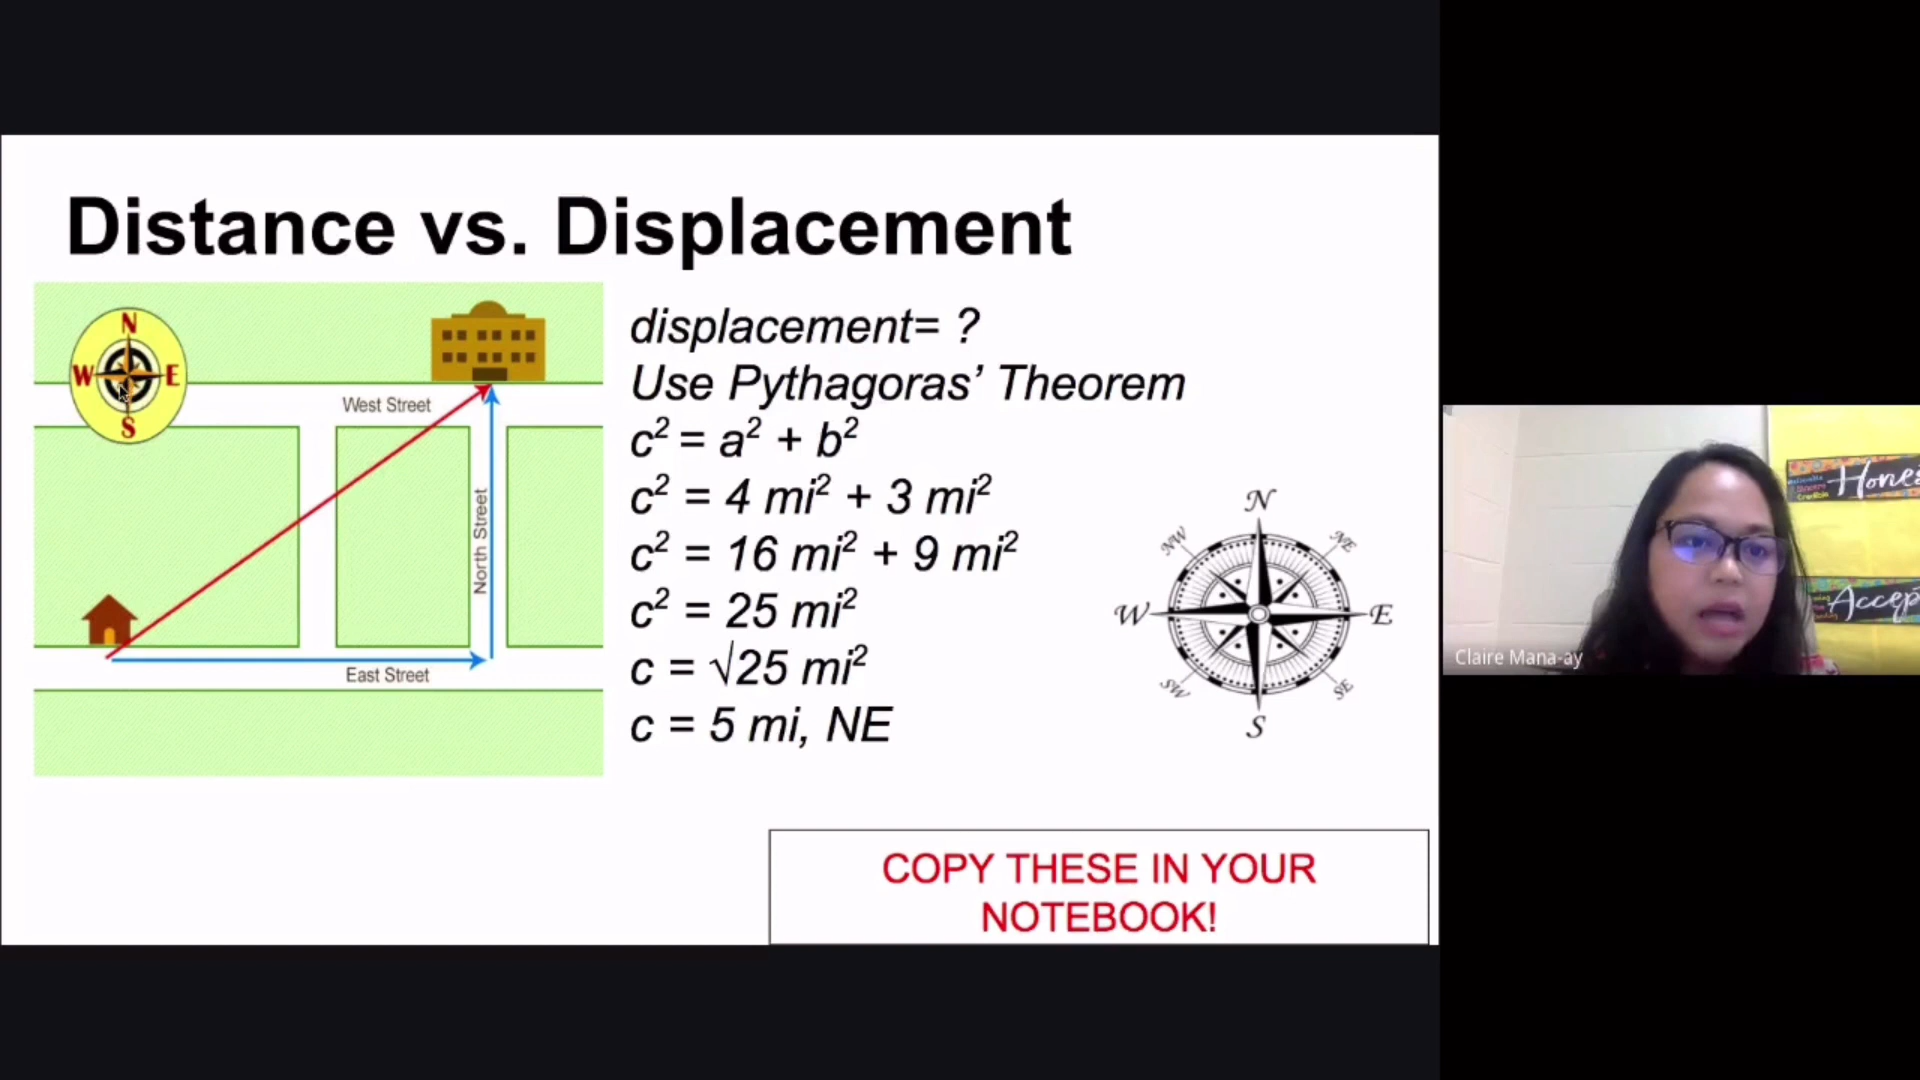 Distance vs. Displacement
N
W E
S
West Street
North Street
East Street
displacement= ?
Use Pythagoras’ Theorem
c² = a² + b²
c² = 4 mi² + 3 mi²
c² = 16 mi² + 9 mi²
c² = 25 mi²
c = √25 mi²
c = 5 mi, NE
N
NW NE
W E
SW SE
S
COPY THESE IN YOUR
NOTEBOOK!
Hones
Accep
Claire Mana-ay